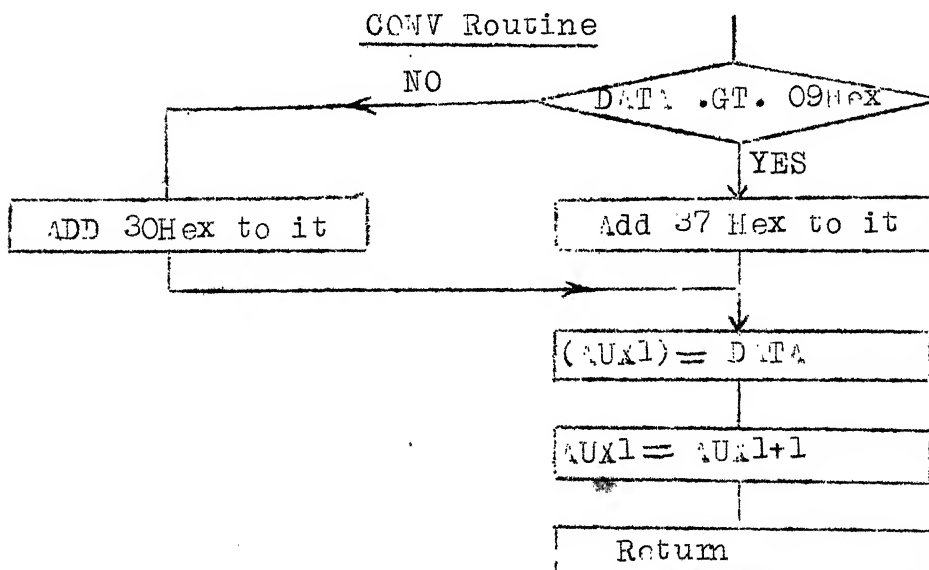 CONV Routine
NO
DATA .GT. 09Hex
YES
ADD 30Hex to it
Add 37 Hex to it
(AUX1)= DATA
AUX1= AUX1+1
Return